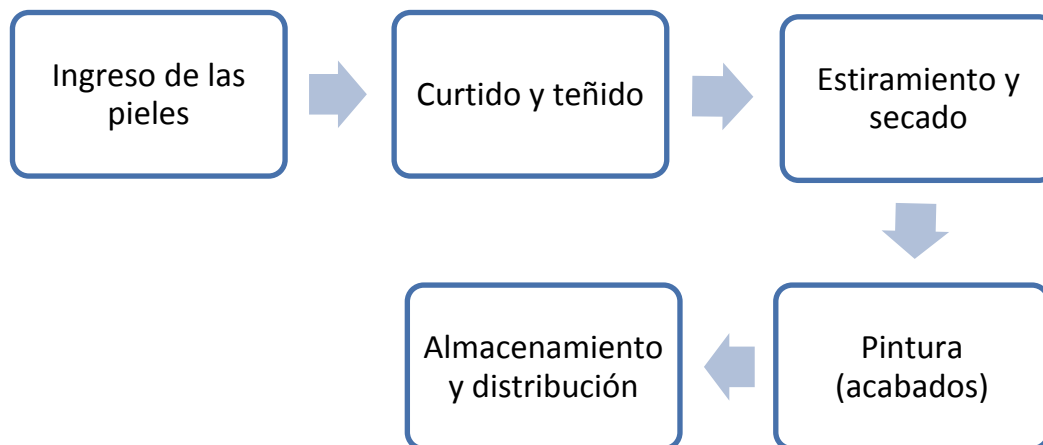 Ingreso de las
pieles
Curtido y teñido
Estiramiento y
secado
Pintura
(acabados)
Almacenamiento
y distribución